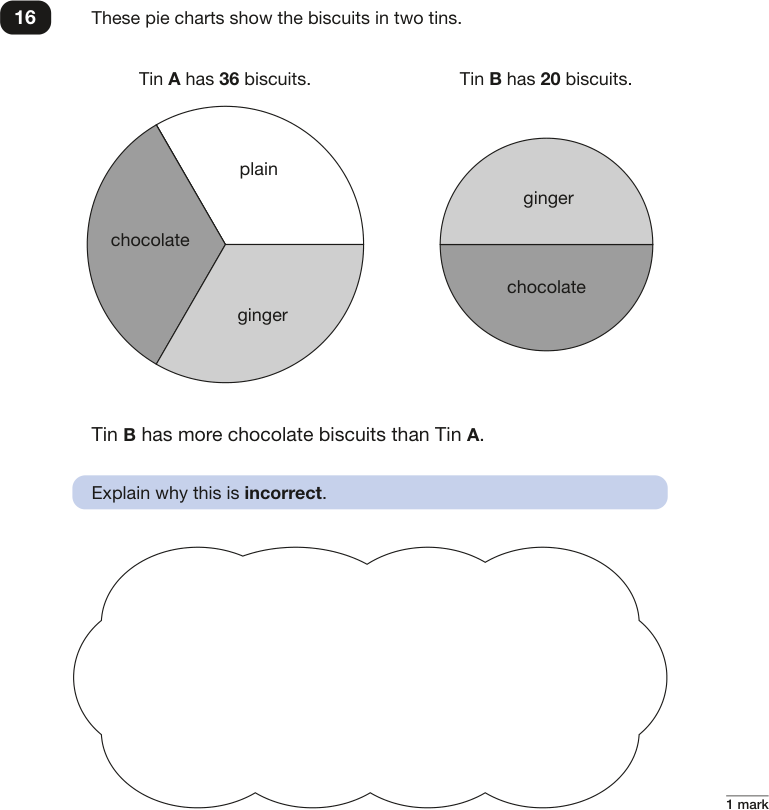 16
These pie charts show the biscuits in two tins.
Tin A has 36 biscuits.
Tin B has 20 biscuits.
plain
chocolate
ginger
ginger
chocolate
Tin B has more chocolate biscuits than Tin A.
Explain why this is incorrect.
1 mark